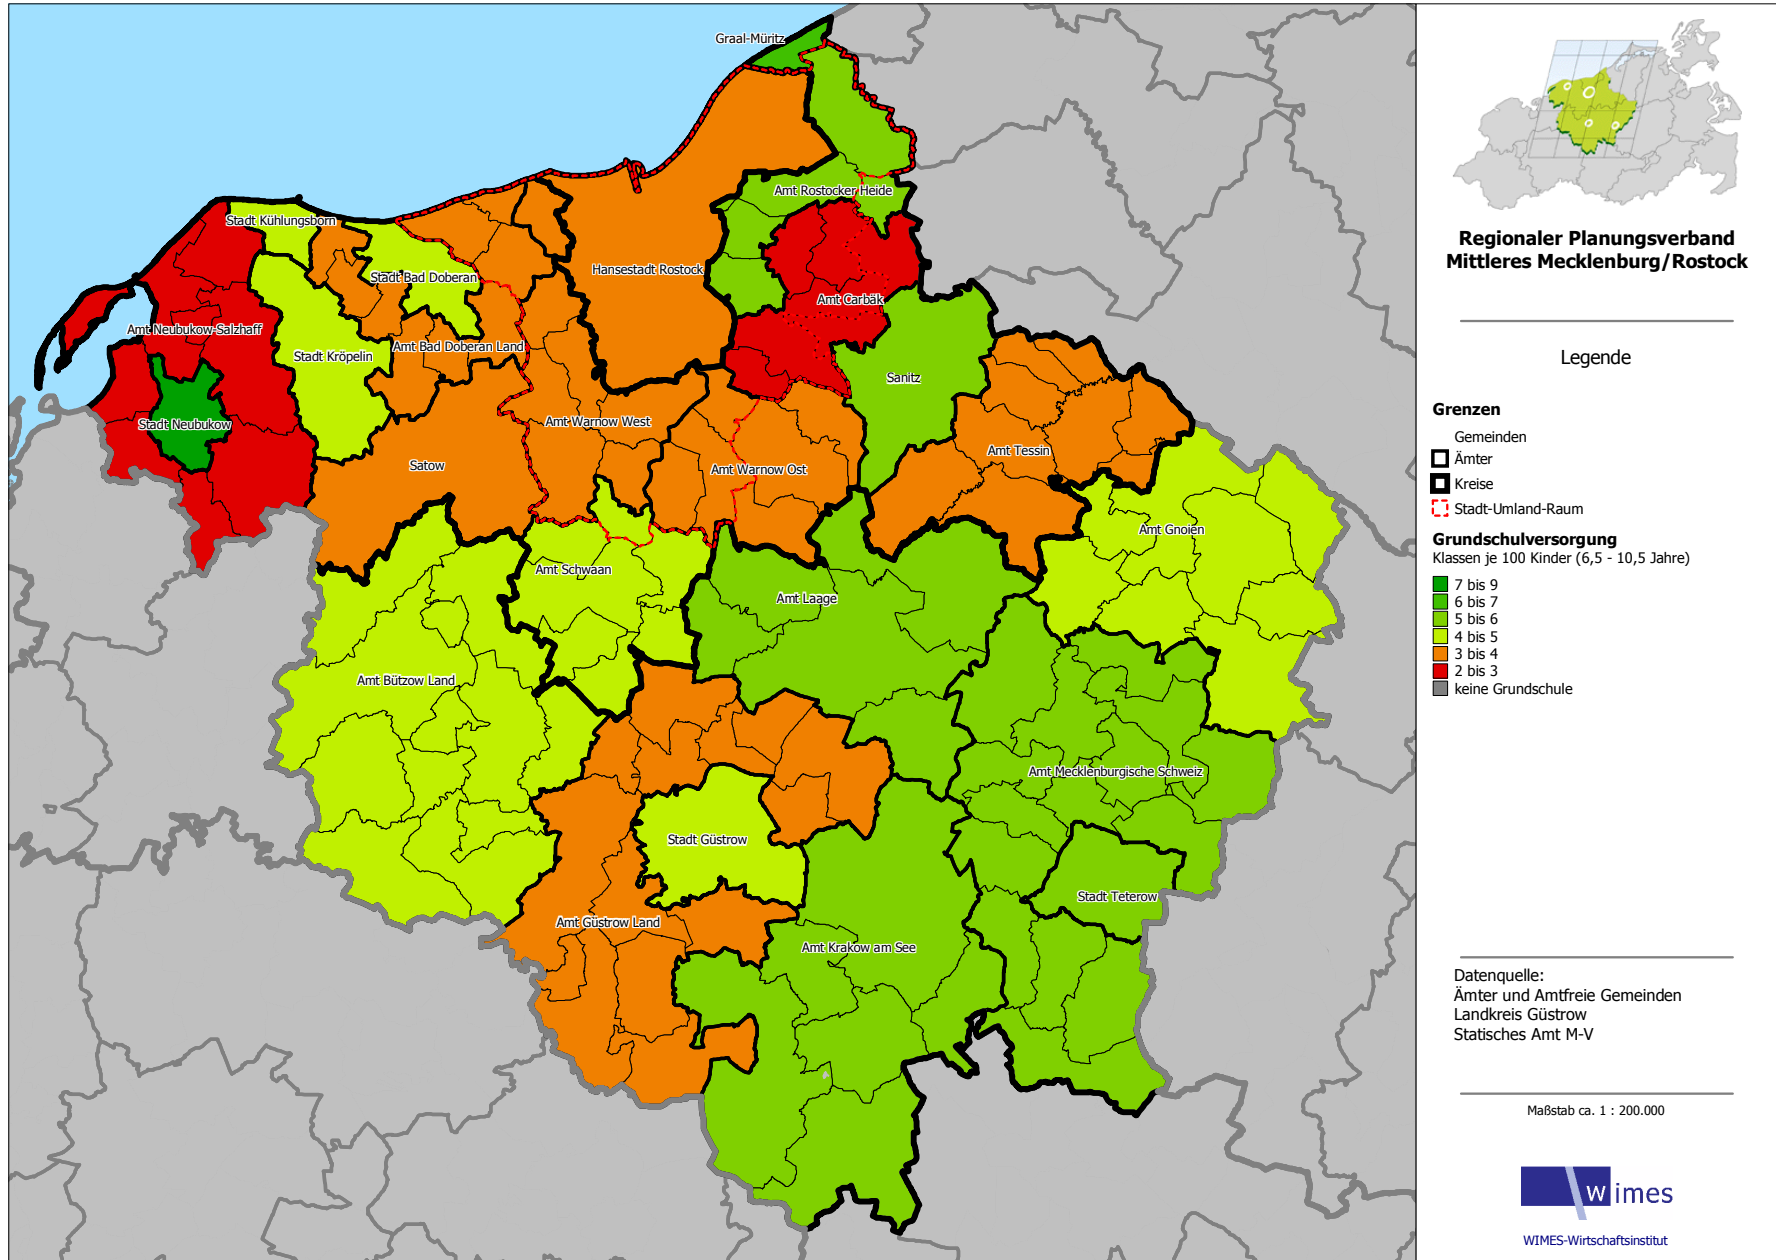 Graal-Müritz
Amt Rostocker Heide
Stadt Kühlungsborn
Hansestadt Rostock
Stadt Bad Doberan
Amt Carbäk
Amt Neubukow-Salzhaff
Stadt Kröpelin
Amt Bad Doberan Land
Sanitz
Stadt Neubukow
Amt Warnow West
Satow
Amt Warnow Ost
Amt Tessin
Amt Gnoien
Amt Schwaan
Amt Laage
Amt Bützow Land
Amt Mecklenburgische Schweiz
Stadt Güstrow
Stadt Teterow
Amt Güstrow Land
Amt Krakow am See
Regionaler Planungsverband
Mittleres Mecklenburg/Rostock
Legende
Grenzen
Gemeinden
Ämter
Kreise
Stadt-Umland-Raum
Grundschulversorgung
Klassen je 100 Kinder (6,5 - 10,5 Jahre)
7 bis 9
6 bis 7
5 bis 6
4 bis 5
3 bis 4
2 bis 3
keine Grundschule
Datenquelle:
Ämter und Amtfreie Gemeinden
Landkreis Güstrow
Statisches Amt M-V
Maßstab ca. 1 : 200.000
wimes
WIMES-Wirtschaftsinstitut